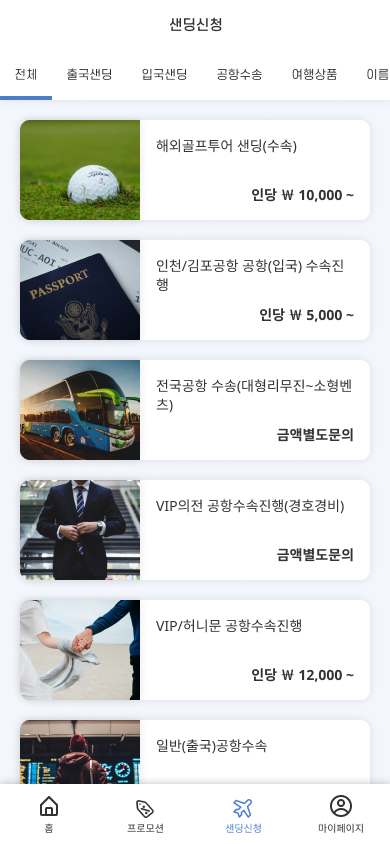 샌딩신청
전체 출국샌딩 입국샌딩 공항수송 여행상품 이름
해외골프투어 샌딩(수속)
인당 ₩ 10,000 ~
PASSPORT
인천/김포공항 공항(입국) 수속진
행
인당 ₩ 5,000 ~
전국공항 수송(대형리무진~소형벤
츠)
금액별도문의
VIP의전 공항수속진행(경호경비)
금액별도문의
VIP/허니문 공항수속진행
인당 ₩ 12,000 ~
일반(출국)공항수속
홈 프로모션 샌딩신청 마이페이지